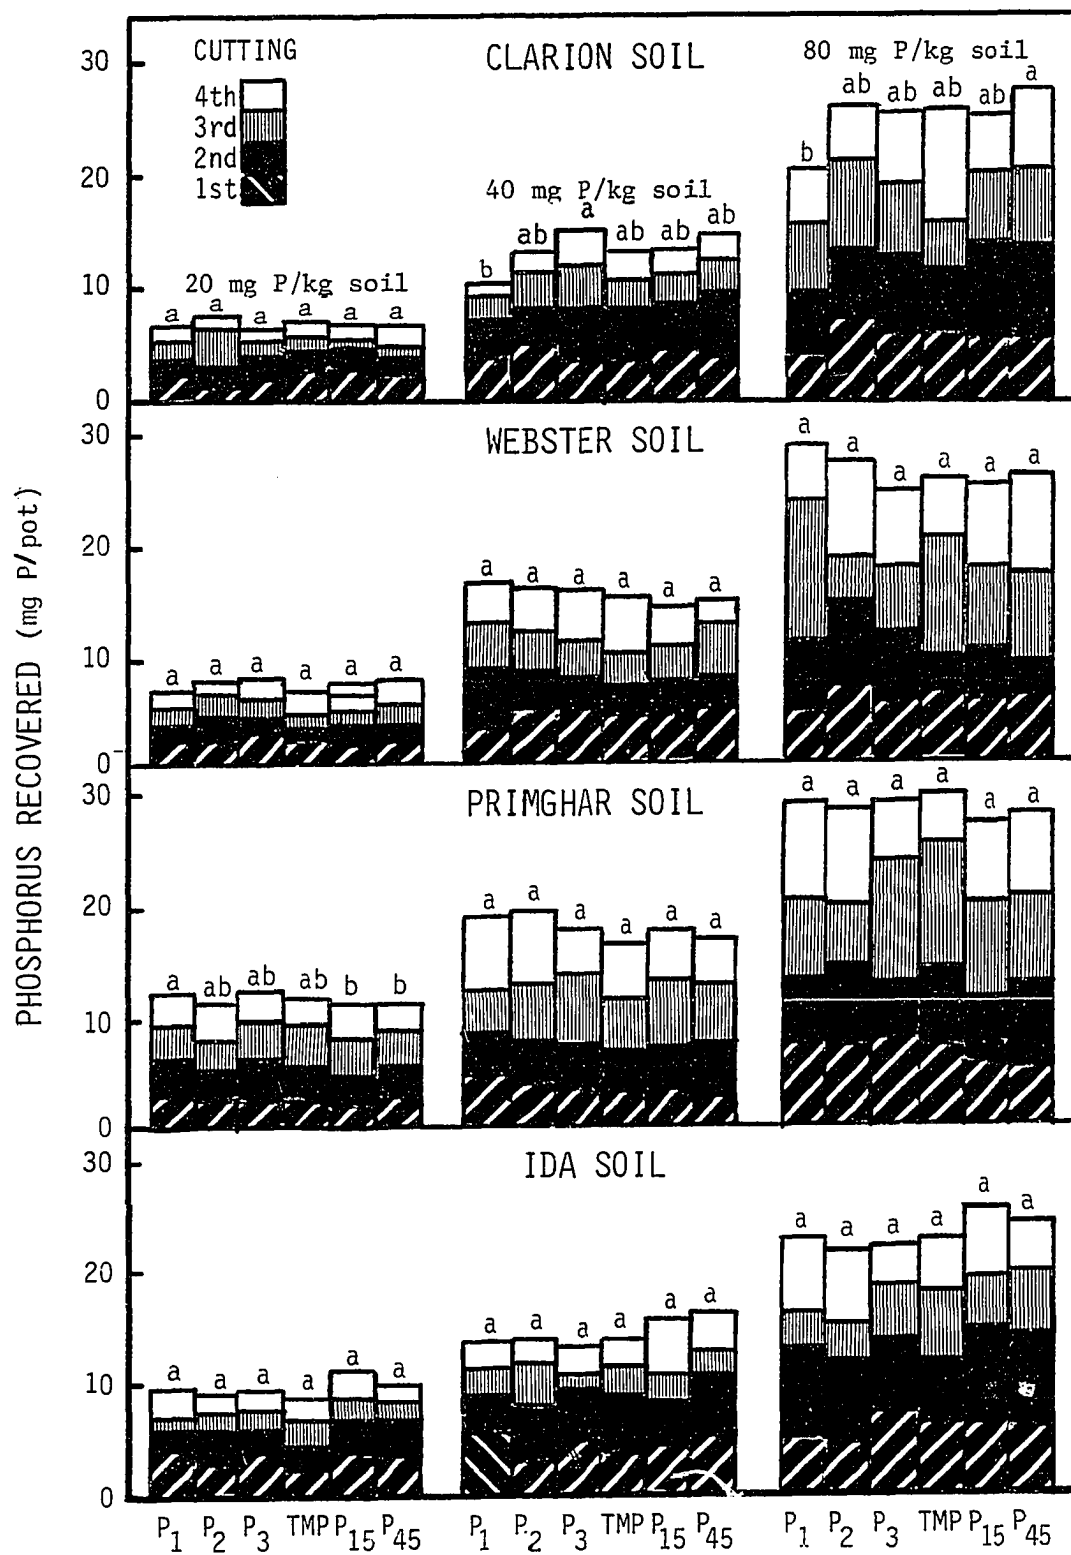 PHOSPHORUS RECOVERED (mg P/pot)
30
20
10
0
CUTTING
4th
3rd
2nd
1st
CLARION SOIL
20 mg P/kg soil
a a a a a a
40 mg P/kg soil
b ab a ab ab ab
80 mg P/kg soil
b ab ab ab ab a
30
20
10
0
WEBSTER SOIL
a a a a a a
a a a a a a
a a a a a a
30
20
10
0
PRIMGHAR SOIL
a ab ab ab b b
a a a a a a
a a a a a a
30
20
10
0
IDA SOIL
a a a a a a
a a a a a a
a a a a a a
P1 P2 P3 TMP P15 P45
P1 P2 P3 TMP P15 P45
P1 P2 P3 TMP P15 P45